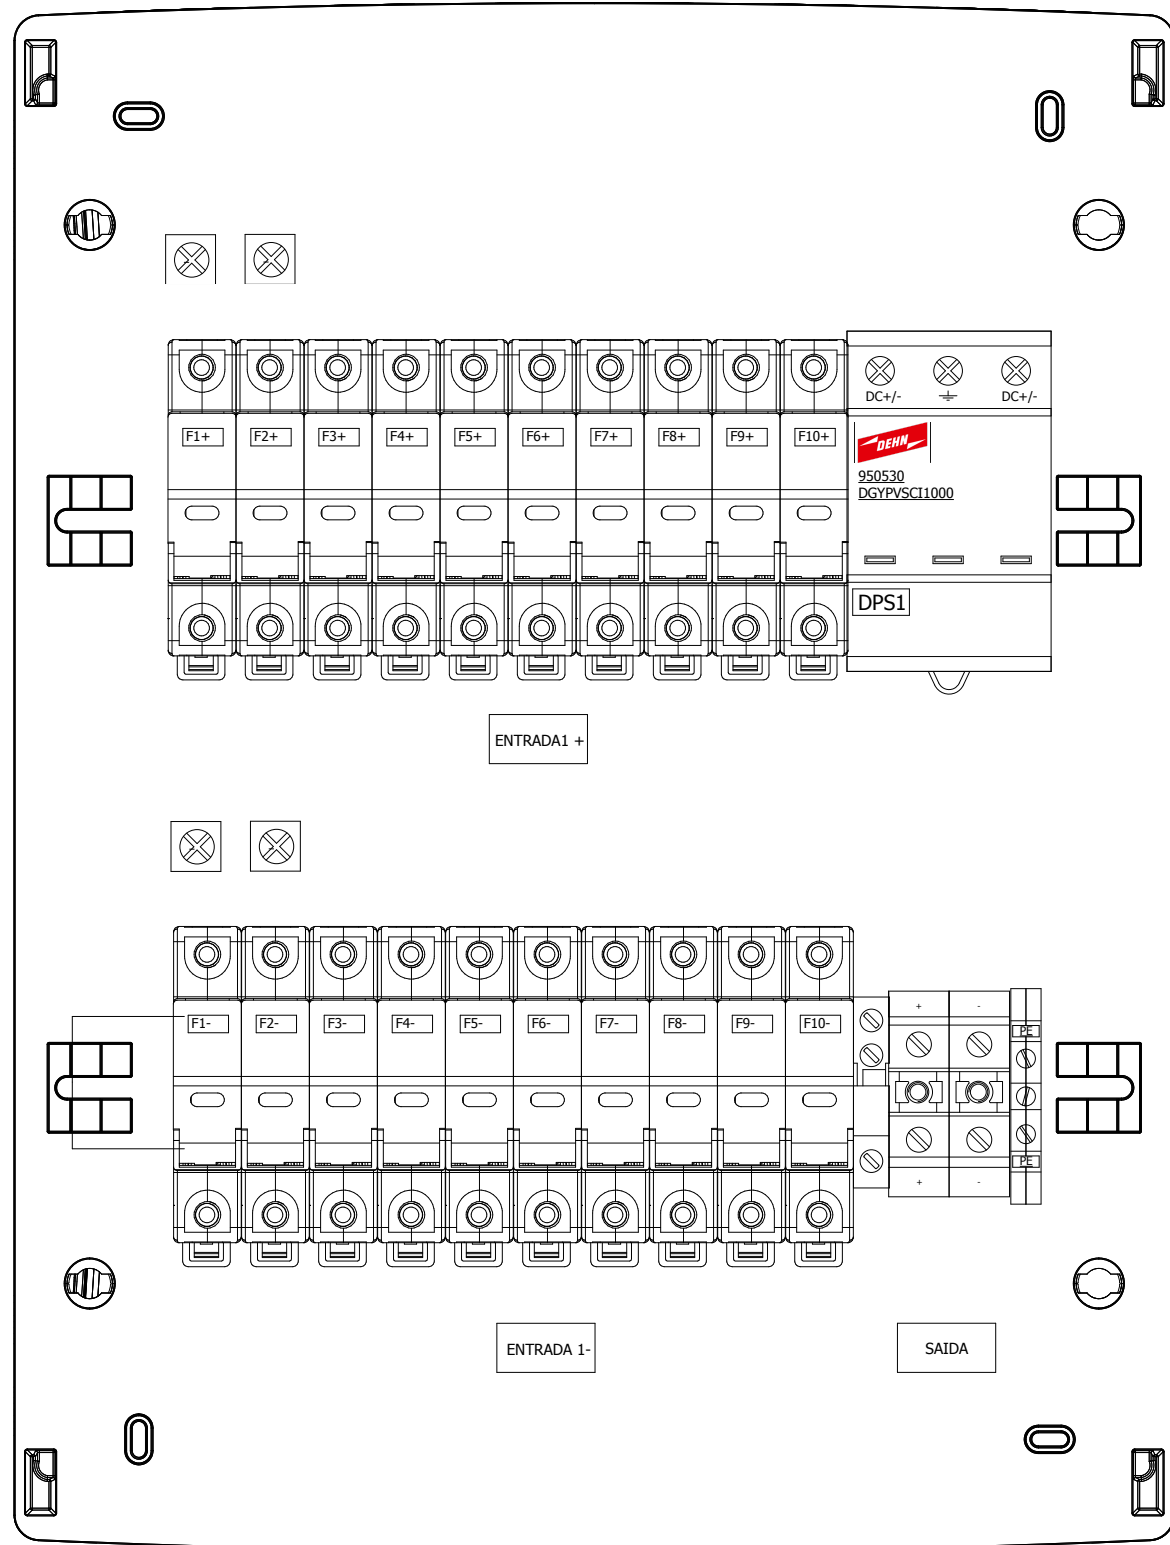 DC+/- DC+/-
F1+ F2+ F3+ F4+ F5+ F6+ F7+ F8+ F9+ F10+
DEHN
950530
DGYPVSCI1000
DPS1
ENTRADA1 +
+ -
F1- F2- F3- F4- F5- F6- F7- F8- F9- F10-
PE
PE
+ -
ENTRADA 1-
SAIDA